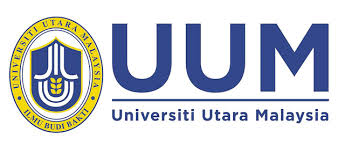 UNIVERSITI UTARA MALAYSIA
ILMU BUDI BAKTI
UUM
Universiti Utara Malaysia